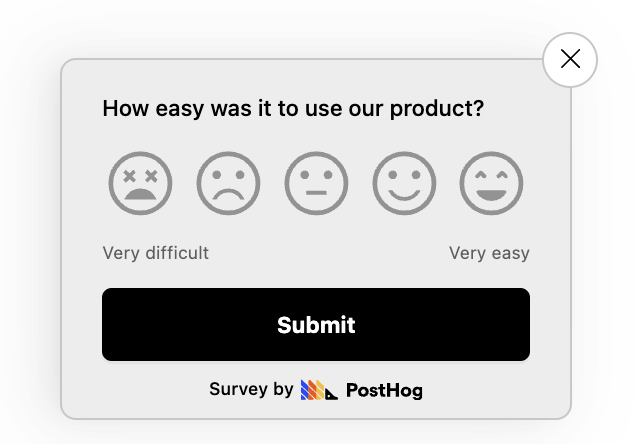 How easy was it to use our product?
Very difficult Very easy
Submit
Survey by PostHog